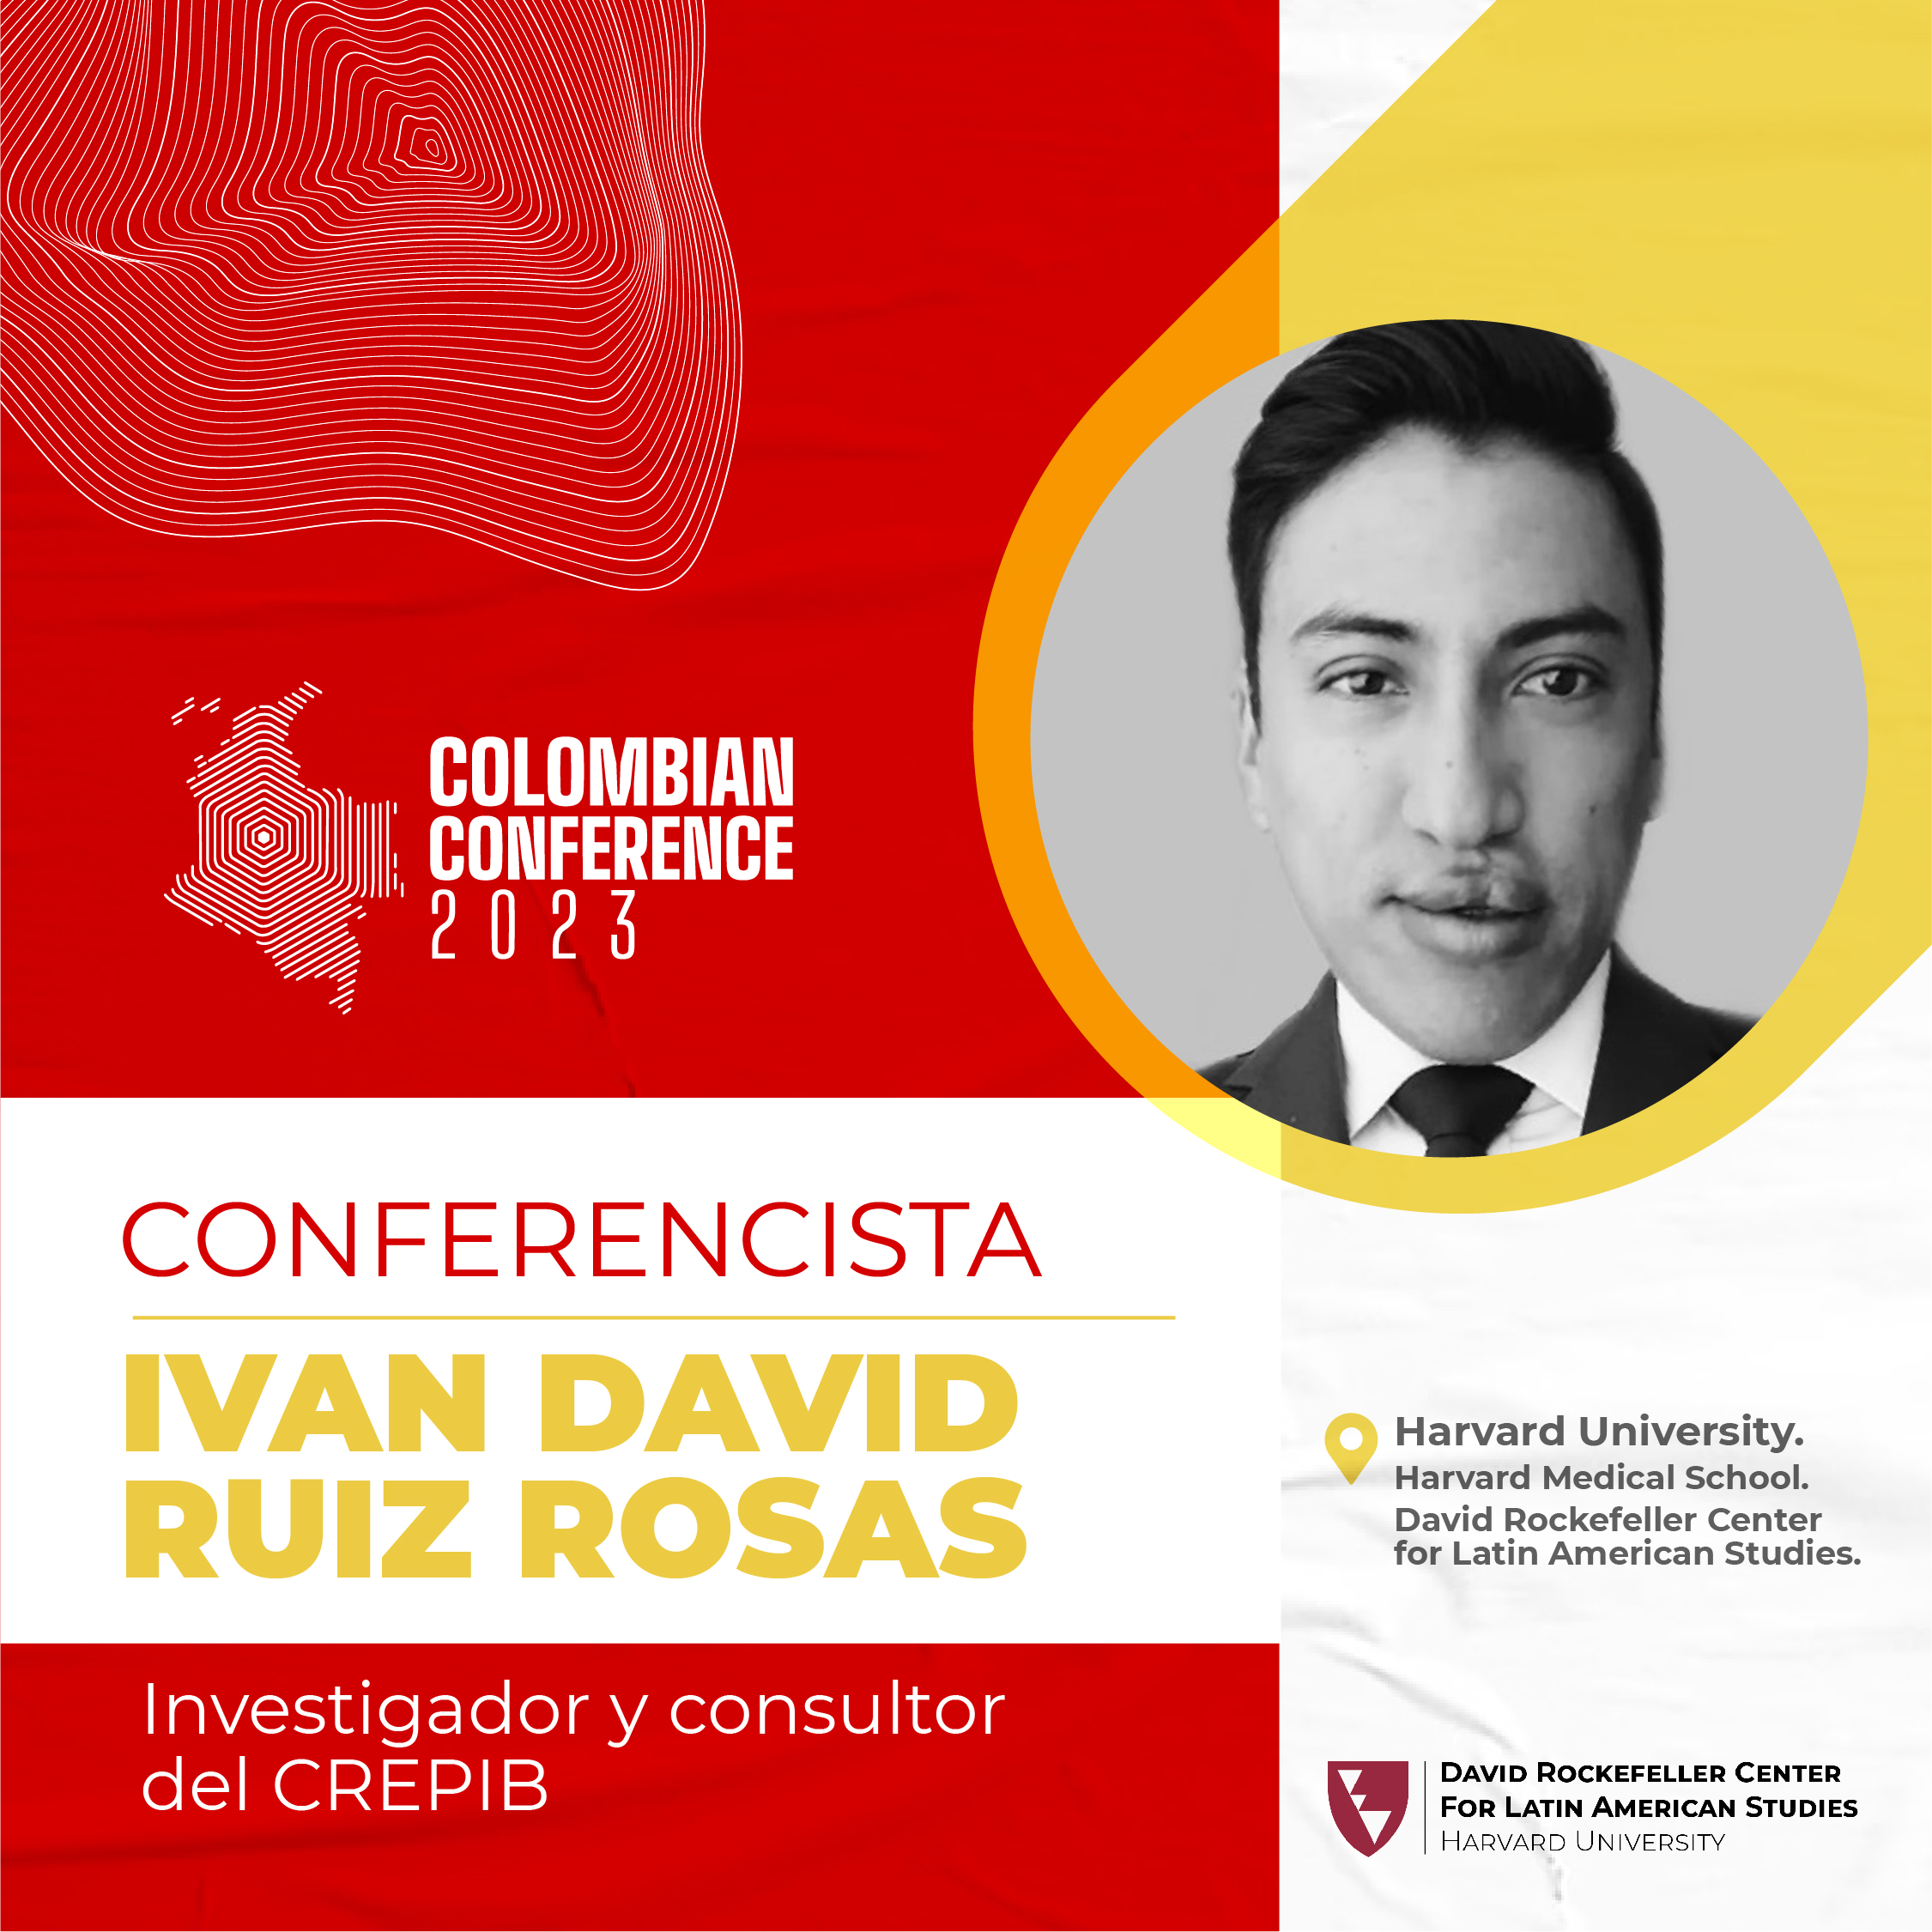 COLOMBIAN
CONFERENCE
2023
CONFERENCISTA
IVAN DAVID
RUIZ ROSAS
Investigador y consultor
del CREPIB
Harvard University.
Harvard Medical School.
David Rockefeller Center
for Latin American Studies.
DAVID ROCKEFELLER CENTER
FOR LATIN AMERICAN STUDIES
HARVARD UNIVERSITY